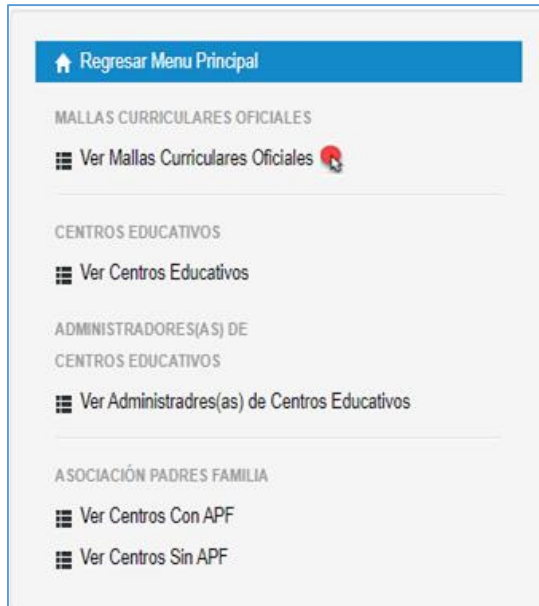 Regresar Menu Principal
MALLAS CURRICULARES OFICIALES
Ver Mallas Curriculares Oficiales
CENTROS EDUCATIVOS
Ver Centros Educativos
ADMINISTRADORES(AS) DE
CENTROS EDUCATIVOS
Ver Administradres(as) de Centros Educativos
ASOCIACIÓN PADRES FAMILIA
Ver Centros Con APF
Ver Centros Sin APF